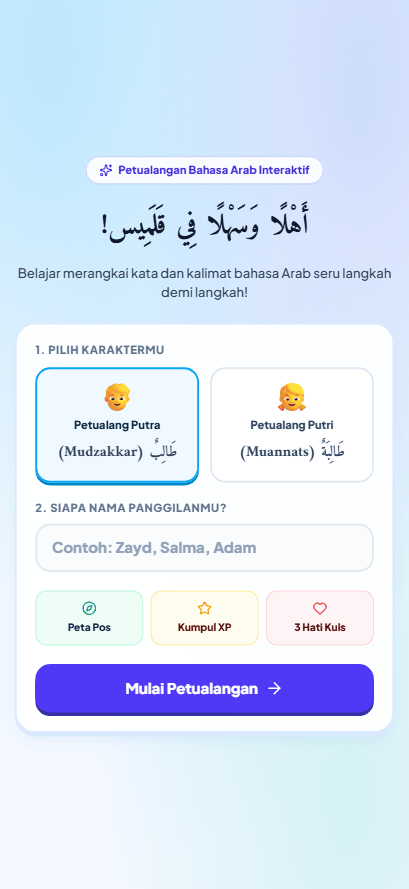 Petualangan Bahasa Arab Interaktif
أَهْلًا وَسَهْلًا فِي قَلَمِيس!
Belajar merangkai kata dan kalimat bahasa Arab seru langkah
demi langkah!
1. PILIH KARAKTERMU
Petualang Putra
طَالِبٌ (Mudzakkar)
Petualang Putri
طَالِبَةٌ (Muannats)
2. SIAPA NAMA PANGGILANMU?
Contoh: Zayd, Salma, Adam
Peta Pos
Kumpul XP
3 Hati Kuis
Mulai Petualangan